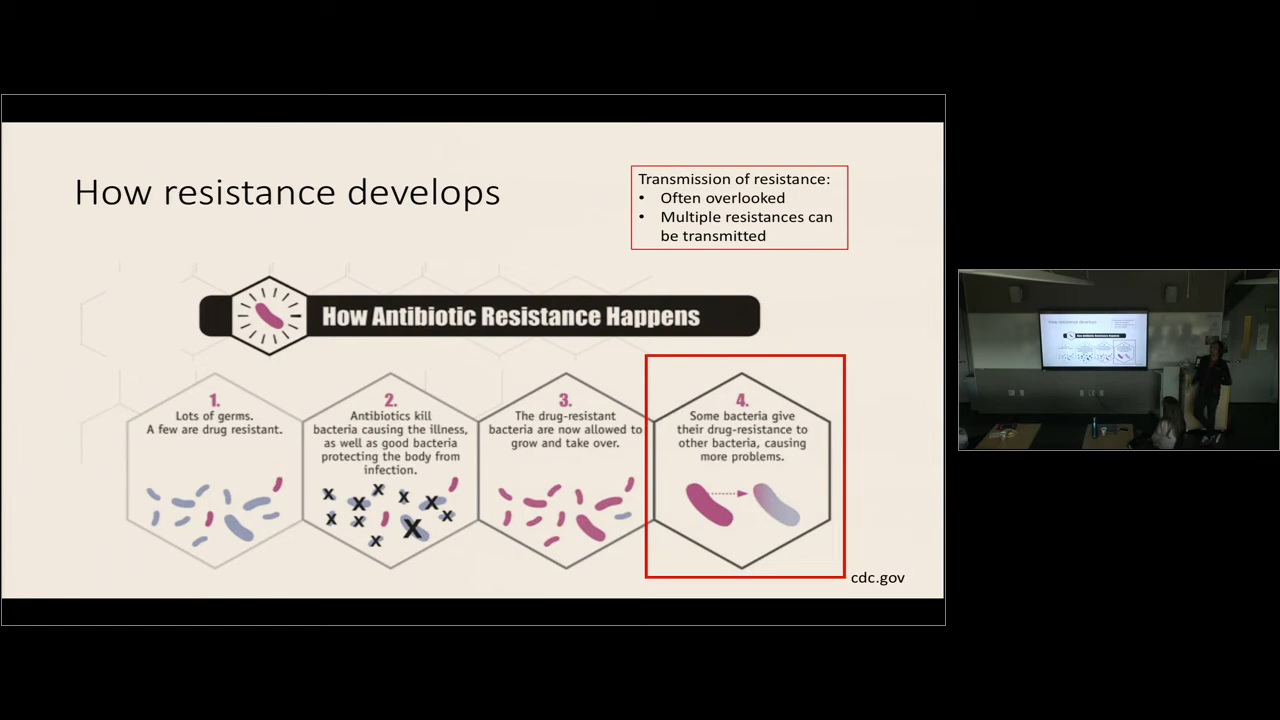 How resistance develops
Transmission of resistance:
• Often overlooked
• Multiple resistances can
be transmitted
How Antibiotic Resistance Happens
1.
Lots of germs.
A few are drug resistant.
2.
Antibiotics kill
bacteria causing the illness,
as well as good bacteria
protecting the body from
infection.
3.
The drug-resistant
bacteria are now allowed to
grow and take over.
4.
Some bacteria give
their drug-resistance to
other bacteria, causing
more problems.
cdc.gov